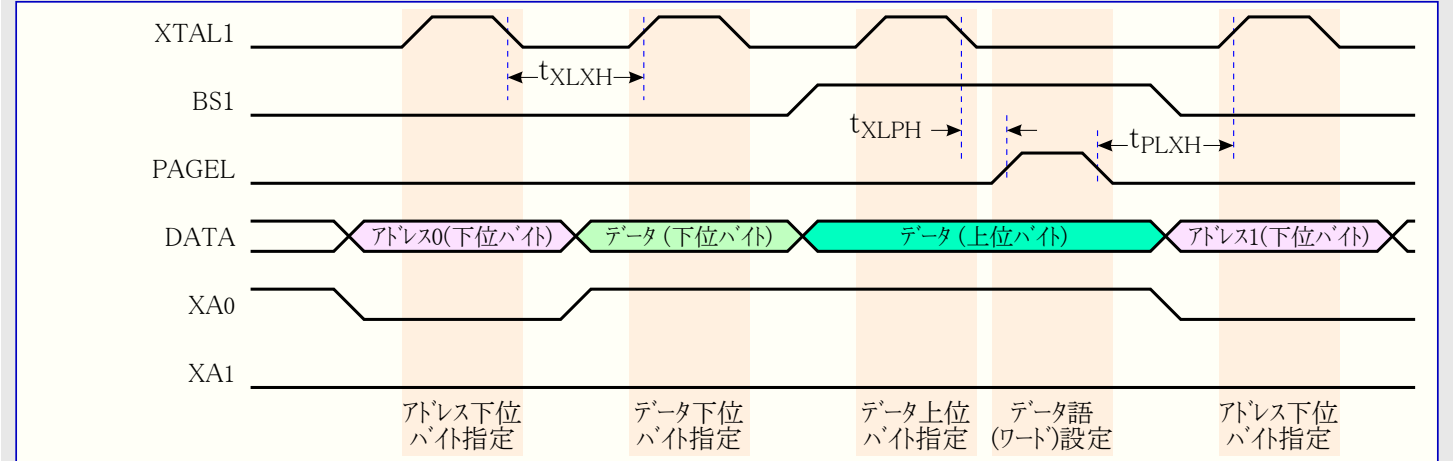 XTAL1
tXLXH
BS1
tXLPH
tPLXH
PAGEL
DATA
アドレス0(下位バイト)
データ (下位バイト)
データ (上位バイト)
アドレス1(下位バイト)
XA0
XA1
アドレス下位
バイト指定
データ下位
バイト指定
データ上位
バイト指定
データ語
(ワード)設定
アドレス下位
バイト指定